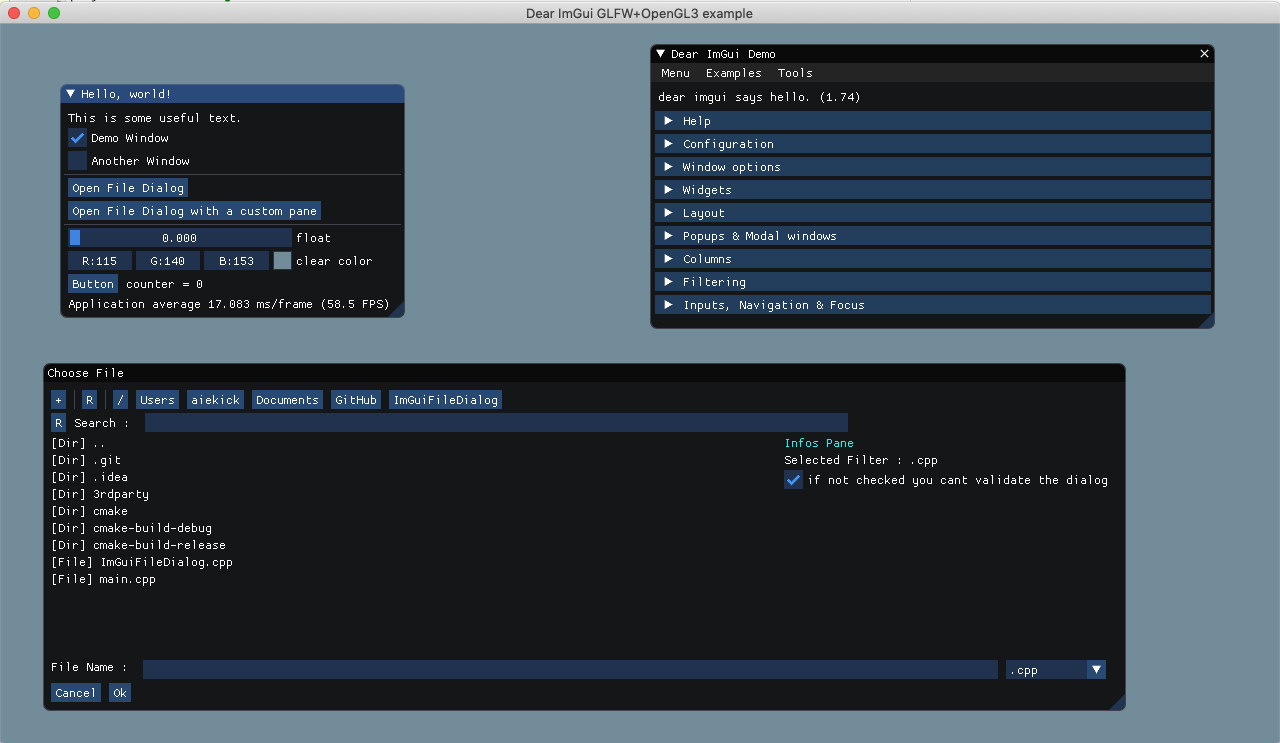 Dear ImGui GLFW+OpenGL3 example
Hello, world!
This is some useful text.
Demo Window
Another Window
Open File Dialog
Open File Dialog with a custom pane
0.000 float
R:115 G:140 B:153 clear color
Button counter = 0
Application average 17.083 ms/frame (58.5 FPS)
Dear ImGui Demo
Menu Examples Tools
dear imgui says hello. (1.74)
Help
Configuration
Window options
Widgets
Layout
Popups & Modal windows
Columns
Filtering
Inputs, Navigation & Focus
Choose File
+ R / Users aiekick Documents GitHub ImGuiFileDialog
R Search :
[Dir] ..
[Dir] .git
[Dir] .idea
[Dir] 3rdparty
[Dir] cmake
[Dir] cmake-build-debug
[Dir] cmake-build-release
[File] ImGuiFileDialog.cpp
[File] main.cpp
Infos Pane
Selected Filter : .cpp
if not checked you cant validate the dialog
File Name : .cpp
Cancel Ok